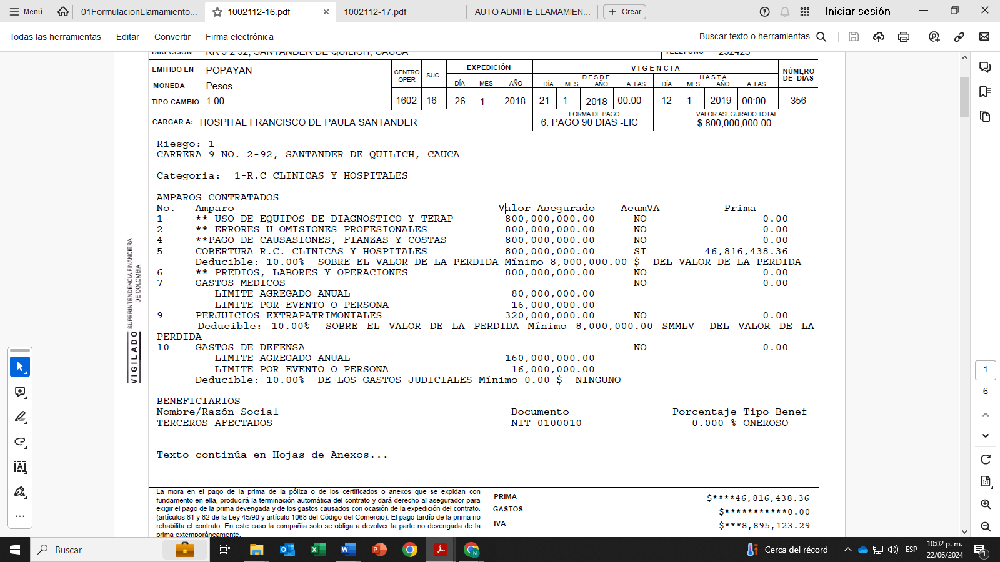 Menú
01FormulacionLlamamiento...
1002112-16.pdf
1002112-17.pdf
AUTO ADMITE LLAMAMIEN...
Crear
Iniciar sesión
Todas las herramientas
Editar
Convertir
Firma electrónica
Buscar texto o herramientas
DIRECCION RR 9 2 92, SANTANDER DE QUILICH, CAUCA TELEFONO 292423
EMITIDO EN POPAYAN
MONEDA Pesos
TIPO CAMBIO 1.00
CENTRO OPER
SUC.
EXPEDICIÓN
DÍA MES AÑO
VIGENCIA
DESDE
DÍA MES AÑO A LAS
HASTA
DÍA MES AÑO A LAS
NÚMERO DE DÍAS
1602 16 26 1 2018 21 1 2018 00:00 12 1 2019 00:00 356
CARGAR A: HOSPITAL FRANCISCO DE PAULA SANTANDER
FORMA DE PAGO
6. PAGO 90 DIAS -LIC
VALOR ASEGURADO TOTAL
$ 800,000,000.00
Riesgo: 1 -
CARRERA 9 NO. 2-92, SANTANDER DE QUILICH, CAUCA
Categoria: 1-R.C CLINICAS Y HOSPITALES
AMPAROS CONTRATADOS
No. Amparo Valor Asegurado AcumVA Prima
1 ** USO DE EQUIPOS DE DIAGNOSTICO Y TERAP 800,000,000.00 NO 0.00
2 ** ERRORES U OMISIONES PROFESIONALES 800,000,000.00 NO 0.00
4 **PAGO DE CAUSASIONES, FIANZAS Y COSTAS 800,000,000.00 NO 0.00
5 COBERTURA R.C. CLINICAS Y HOSPITALES 800,000,000.00 SI 46,816,438.36
Deducible: 10.00% SOBRE EL VALOR DE LA PERDIDA Mínimo 8,000,000.00 $ DEL VALOR DE LA PERDIDA
6 ** PREDIOS, LABORES Y OPERACIONES 800,000,000.00 NO 0.00
7 GASTOS MEDICOS NO 0.00
LIMITE AGREGADO ANUAL 80,000,000.00
LIMITE POR EVENTO O PERSONA 16,000,000.00
9 PERJUICIOS EXTRAPATRIMONIALES 320,000,000.00 NO 0.00
Deducible: 10.00% SOBRE EL VALOR DE LA PERDIDA Mínimo 8,000,000.00 SMMLV DEL VALOR DE LA
PERDIDA
10 GASTOS DE DEFENSA NO 0.00
LIMITE AGREGADO ANUAL 160,000,000.00
LIMITE POR EVENTO O PERSONA 16,000,000.00
Deducible: 10.00% DE LOS GASTOS JUDICIALES Mínimo 0.00 $ NINGUNO
BENEFICIARIOS
Nombre/Razón Social Documento Porcentaje Tipo Benef
TERCEROS AFECTADOS NIT 0100010 0.000 % ONEROSO
Texto continúa en Hojas de Anexos...
VIGILADO SUPERINTENDENCIA FINANCIERA
DE COLOMBIA
La mora en el pago de la prima de la póliza o de los certificados o anexos que se expidan con
fundamento en ella, producirá la terminación automática del contrato y dará derecho al asegurador para
exigir el pago de la prima devengada y de los gastos causados con ocasión de la expedición del contrato.
(artículos 81 y 82 de la Ley 45/90 y artículo 1068 del Código del Comercio). El pago tardío de la prima no
rehabilita el contrato. En este caso la compañía solo se obliga a devolver la parte no devengada de la
prima extemporáneamente.
PRIMA $****46,816,438.36
GASTOS $***********0.00
IVA $***8,895,123.29
1
6
Buscar
Cerca del récord
ESP
10:02 p. m.
22/06/2024
1